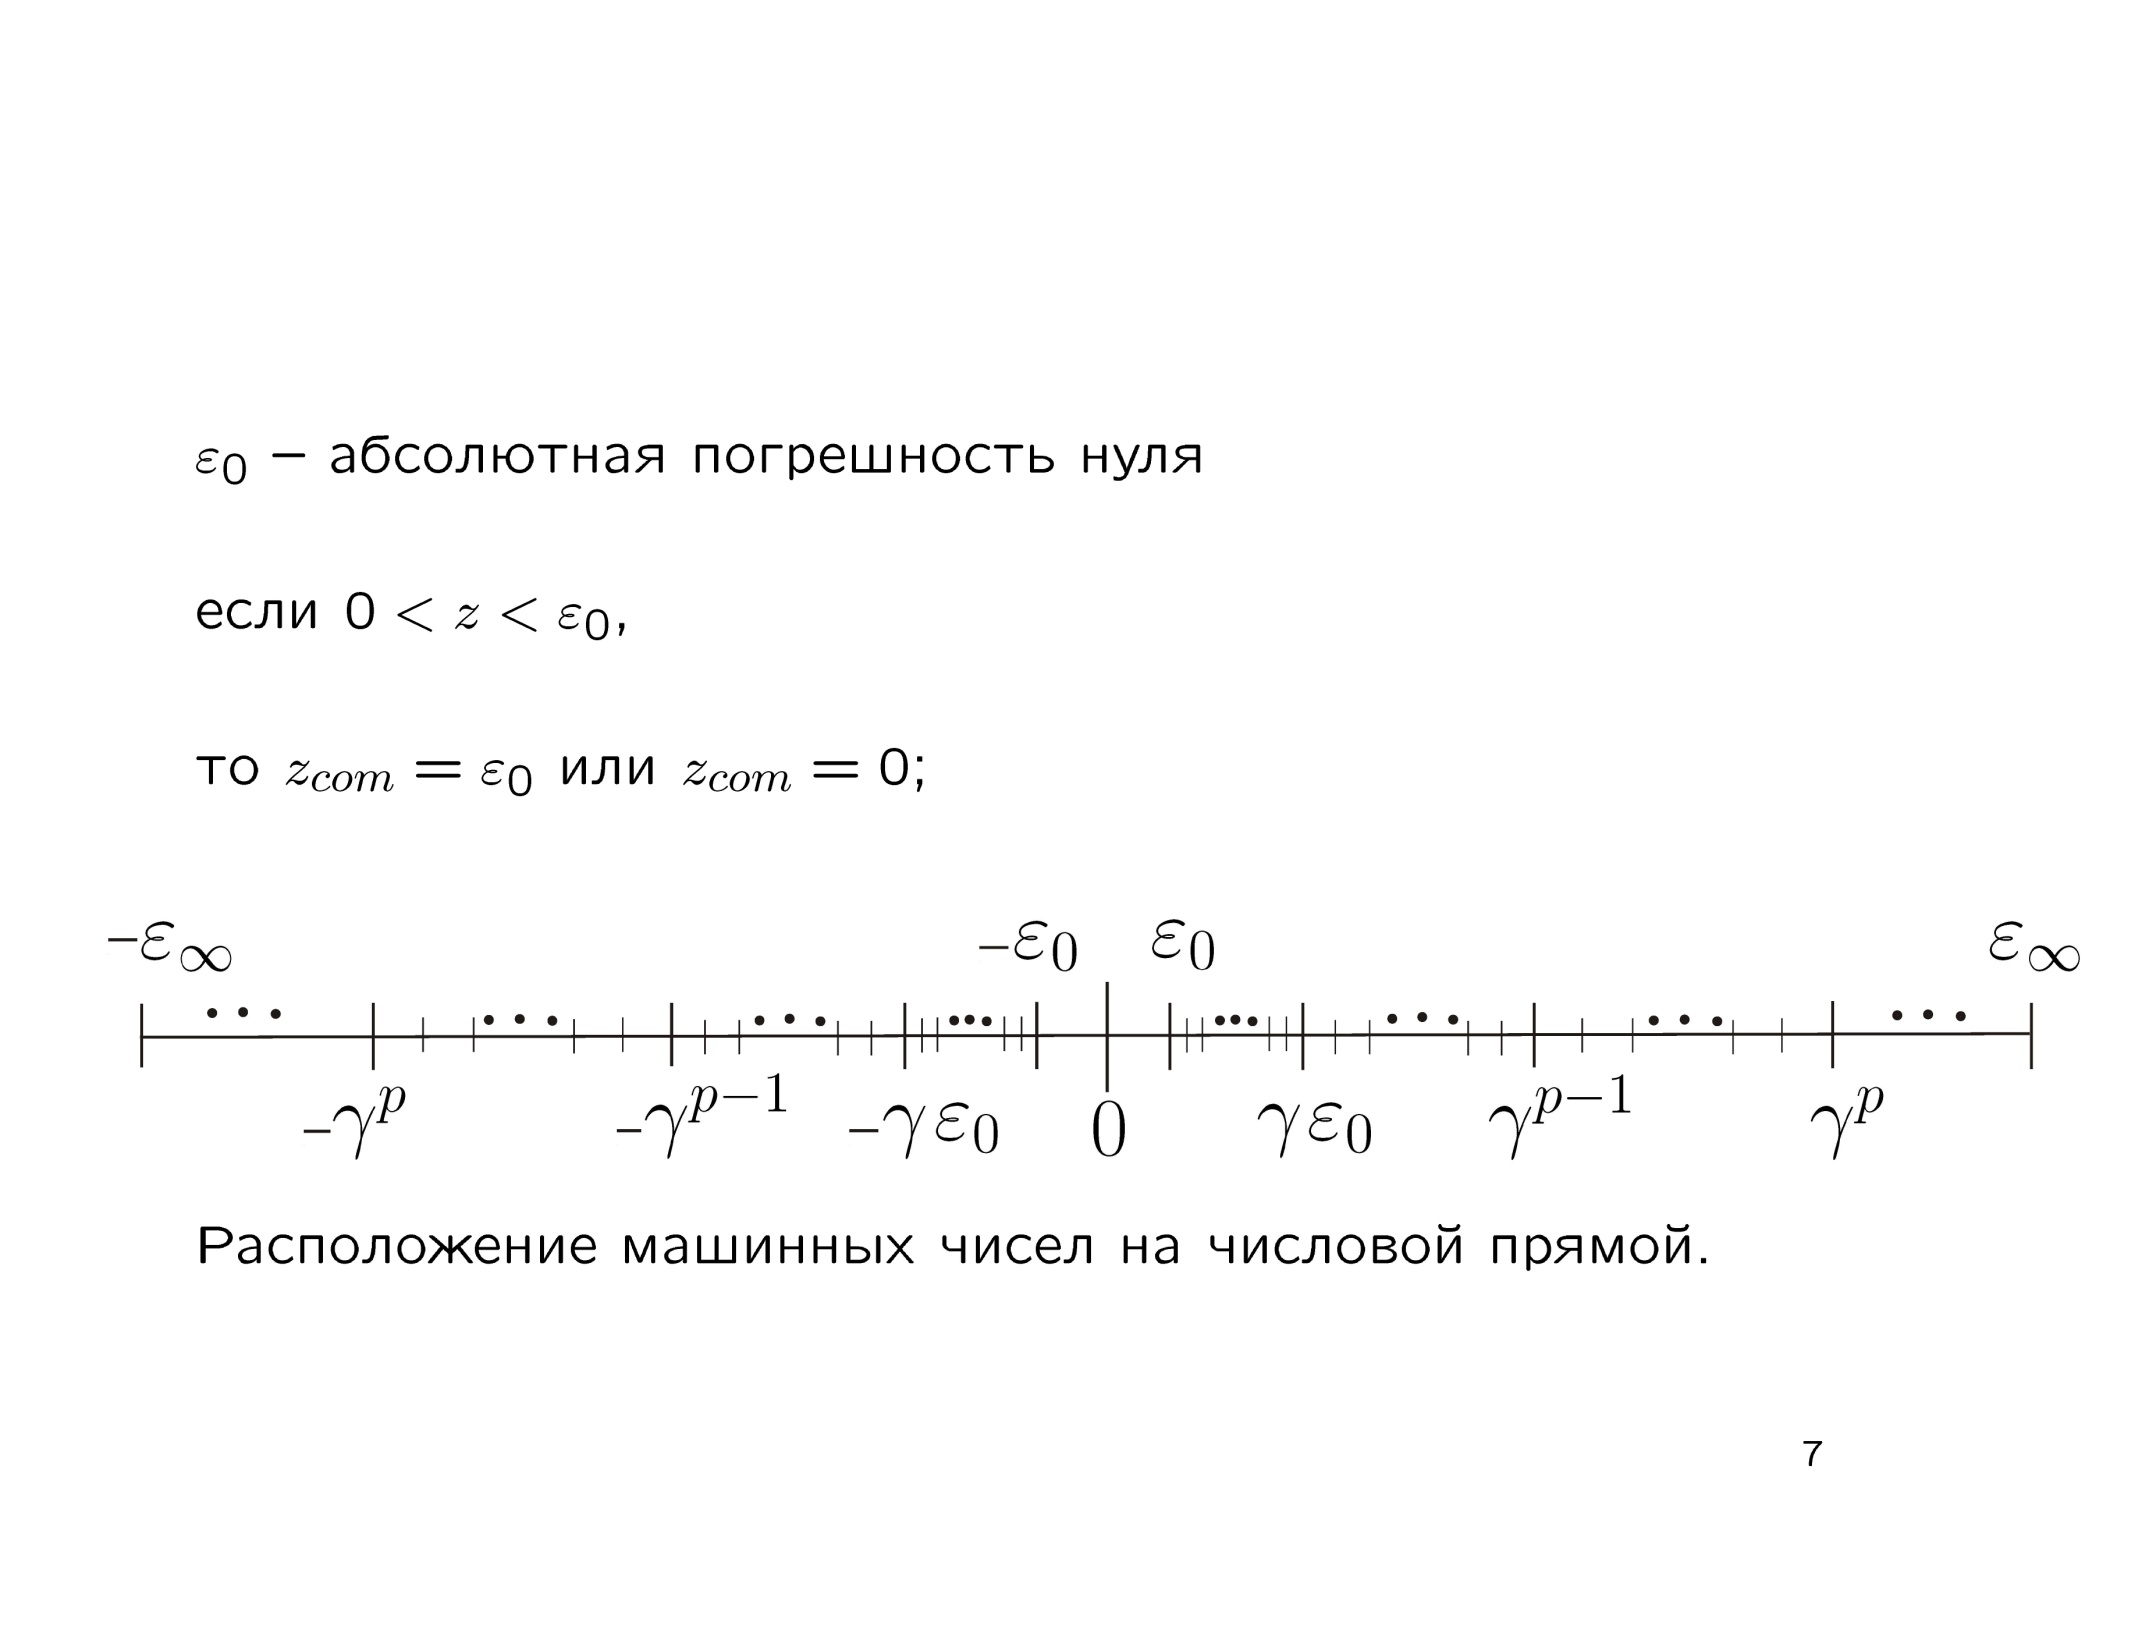 ε₀ – абсолютная погрешность нуля
если 0 < z < ε₀,
то z_com = ε₀ или z_com = 0;
–ε∞ –ε₀ ε₀ ε∞
–γ^p –γ^{p−1} –γε₀ 0 γε₀ γ^{p−1} γ^p
Расположение машинных чисел на числовой прямой.
7